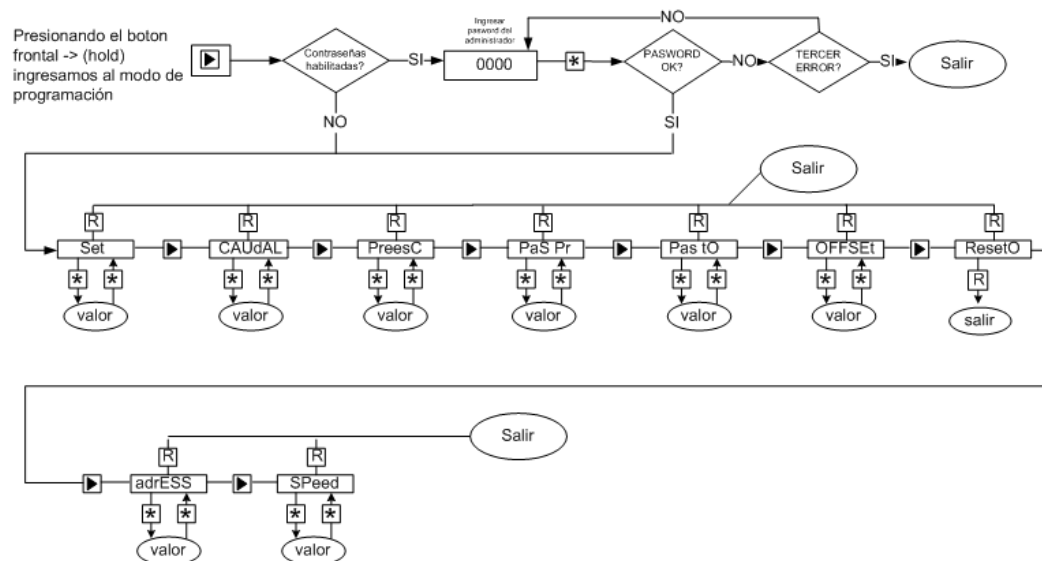 Presionando el boton
frontal -> (hold)
ingresamos al modo de
programación
Contraseñas
habilitadas?
SI
Ingresar
pasword del
administrador
0000
*
PASWORD
OK?
NO
TERCER
ERROR?
SI
Salir
NO
NO
SI
Salir
R R R R R R R
Set CAUdAL PreesC PaS Pr Pas tO OFFSEt ResetO
* * * * * * * * * * * * R
valor valor valor valor valor valor salir
Salir
R R
adrESS SPeed
* * * *
valor valor